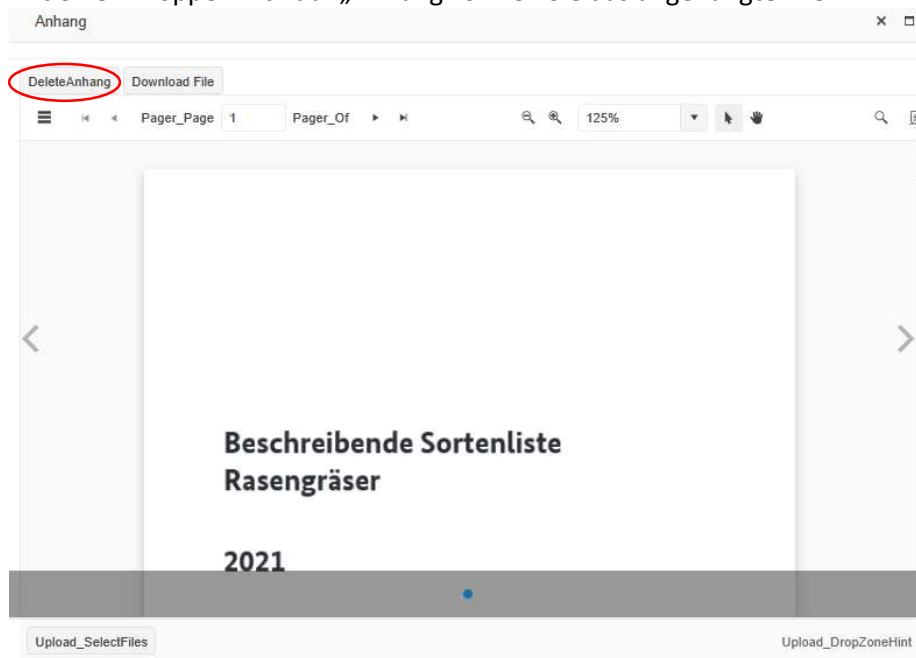 Anhang
DeleteAnhang Download File
Pager_Page 1 Pager_Of 125%
Beschreibende Sortenliste
Rasengräser
2021
Upload_SelectFiles Upload_DropZoneHint